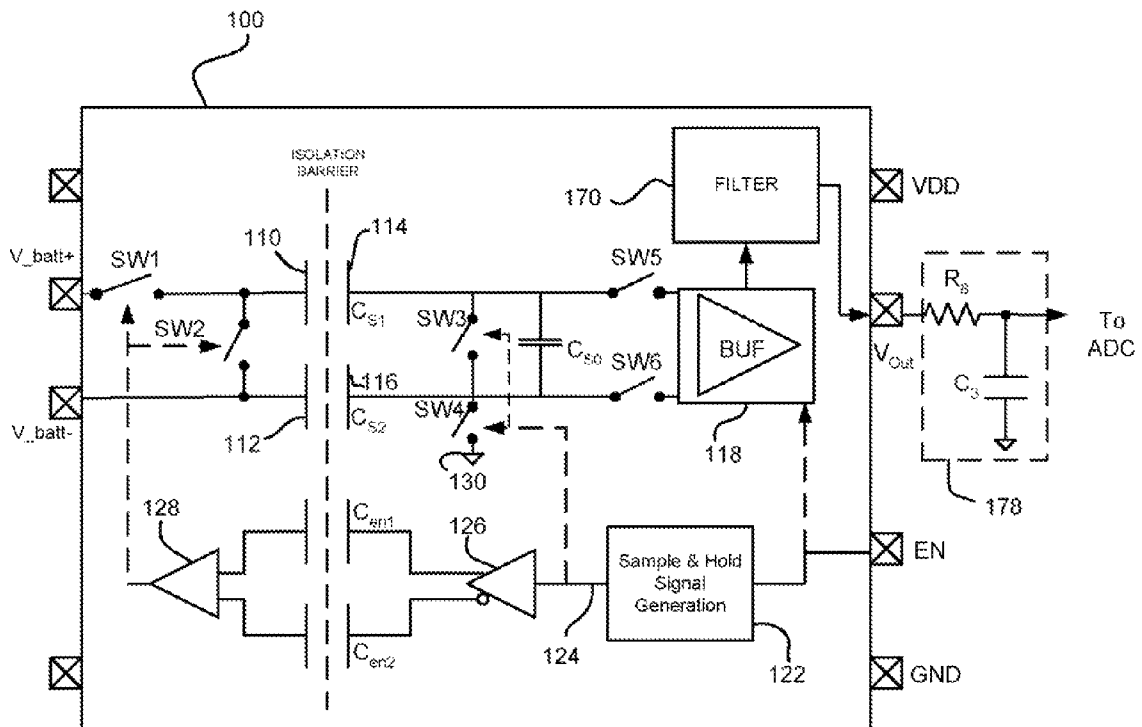 100
ISOLATION
BARRIER
FILTER
170
VDD
V_batt+
SW1
110
114
SW5
R_S
SW2
C_S1
SW3
C_S0
BUF
V_Out
To
ADC
116
SW6
C_3
V_batt-
112
C_S2
SW4
118
130
178
128
C_en1
126
EN
Sample & Hold
Signal
Generation
C_en2
124
122
GND